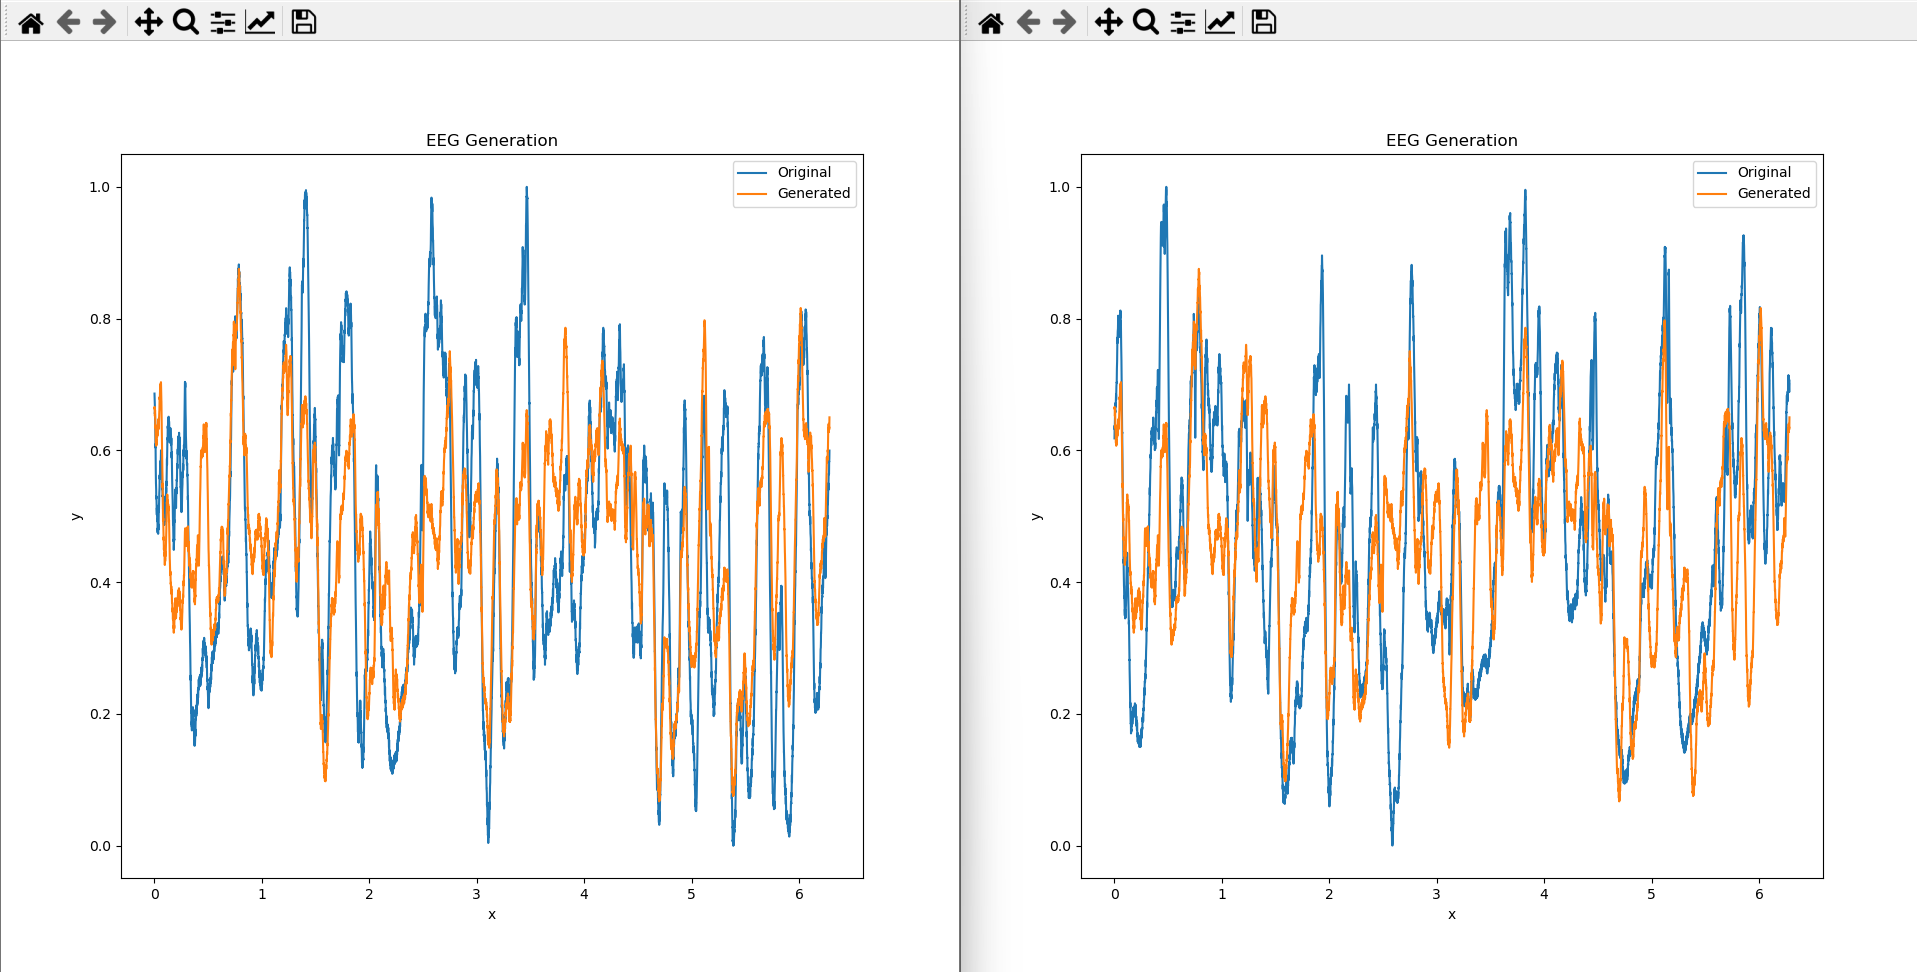 EEG Generation
Original
Generated
1.0
0.8
0.6
0.4
0.2
0.0
y
0 1 2 3 4 5 6
x
EEG Generation
Original
Generated
1.0
0.8
0.6
0.4
0.2
0.0
y
0 1 2 3 4 5 6
x